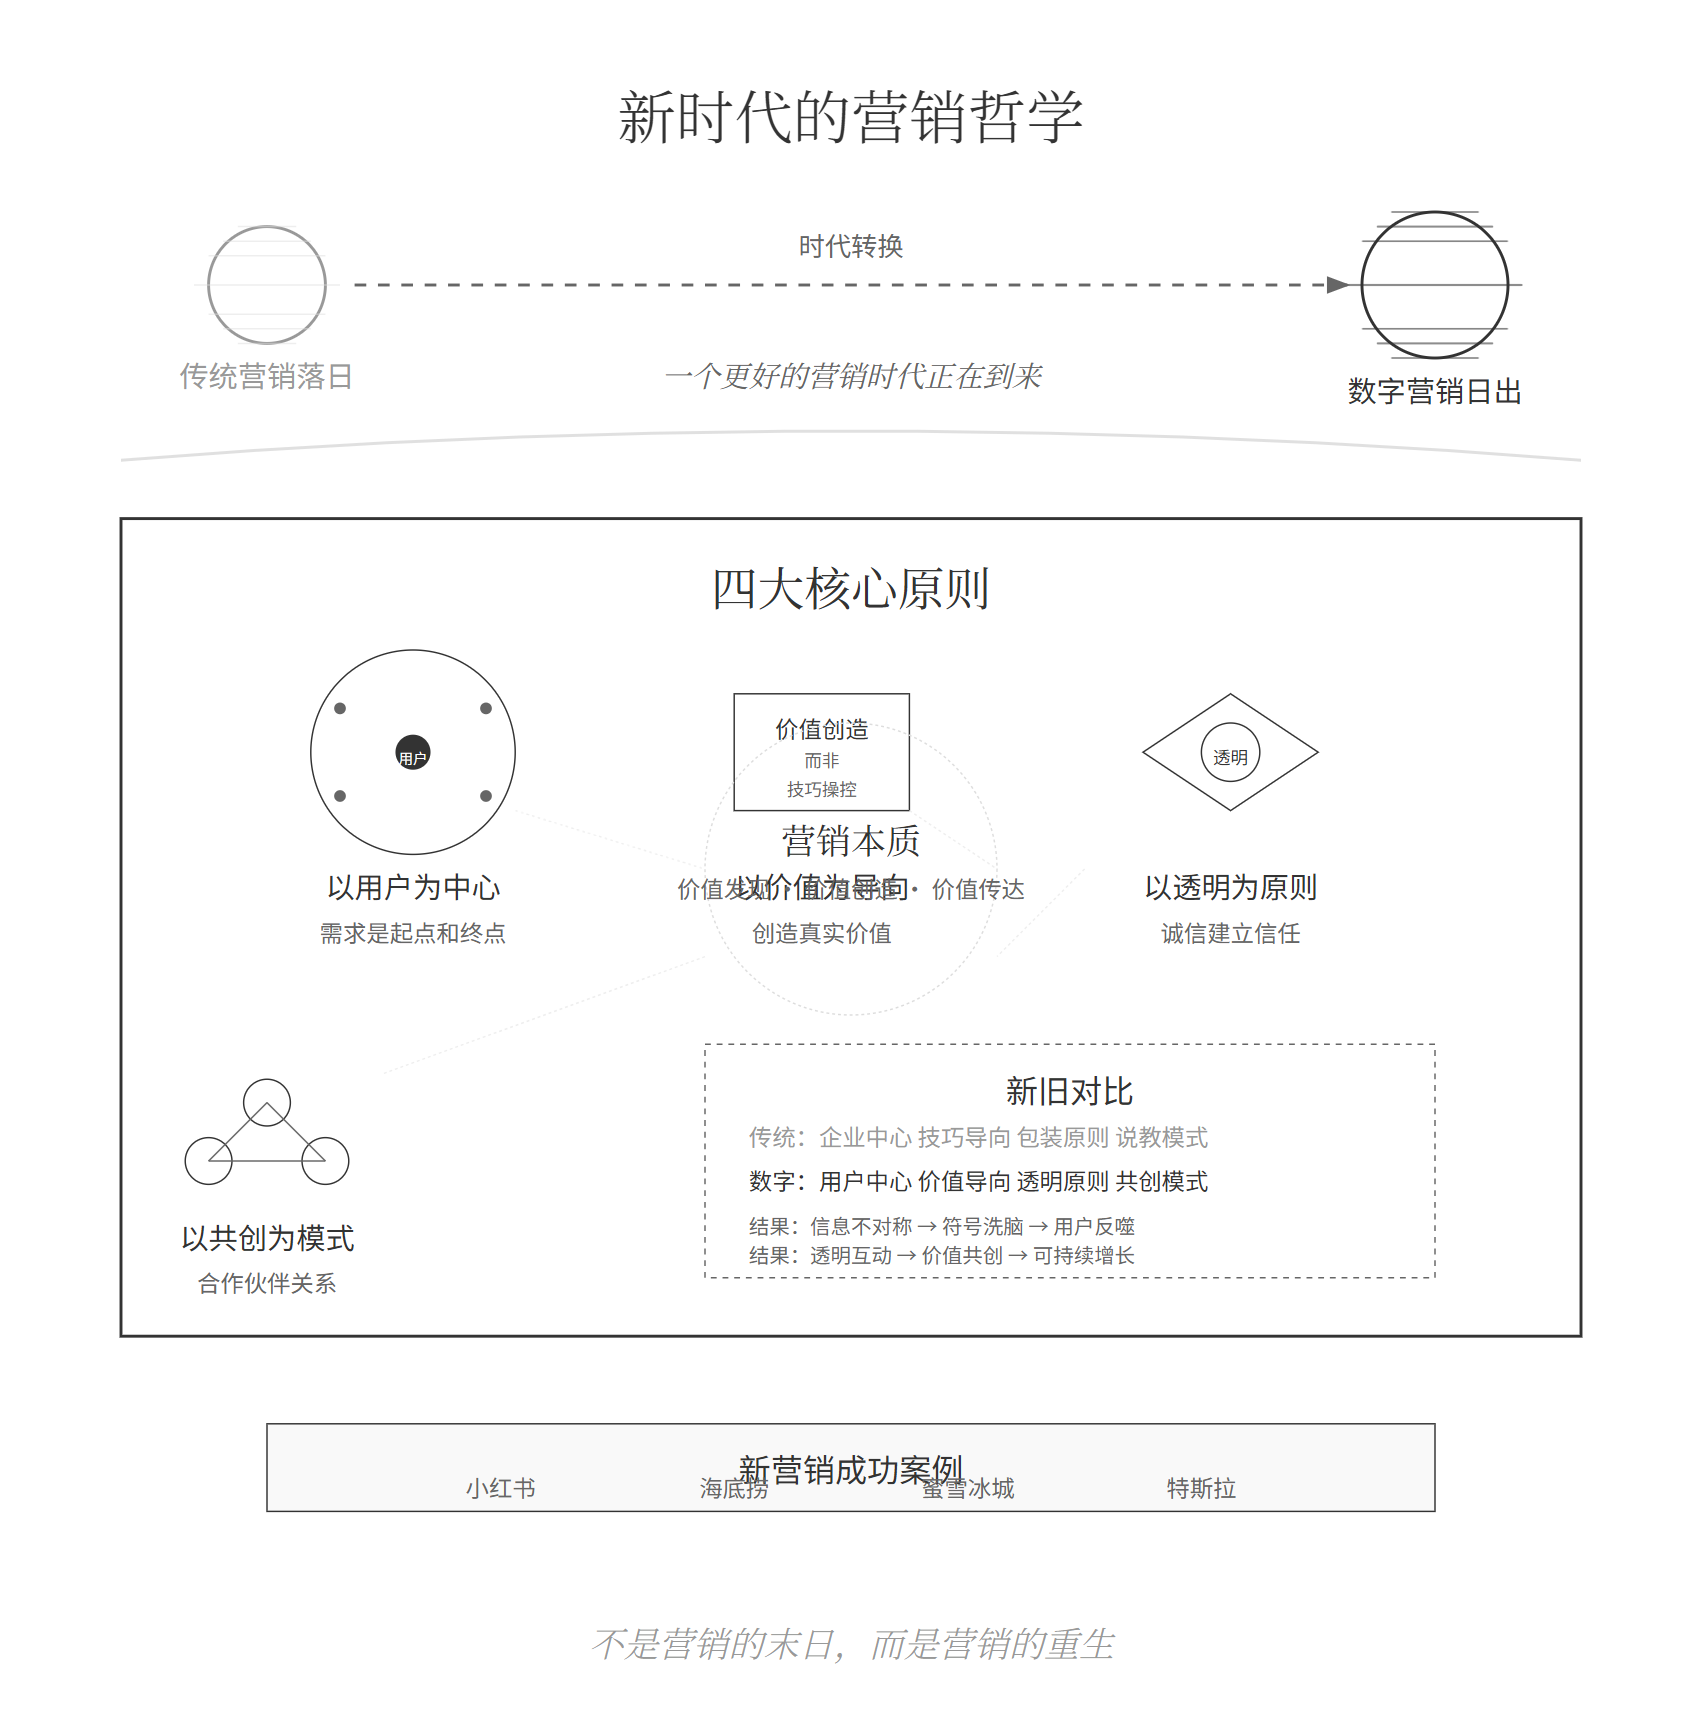 新时代的营销哲学
时代转换
传统营销落日
一个更好的营销时代正在到来
数字营销日出
四大核心原则
用户
价值创造
而非
技巧操控
透明
营销本质
以用户为中心
价值发现 · 价值创造 · 价值传达
以价值为导向
以透明为原则
需求是起点和终点
创造真实价值
诚信建立信任
以共创为模式
合作伙伴关系
新旧对比
传统：企业中心 技巧导向 包装原则 说教模式
数字：用户中心 价值导向 透明原则 共创模式
结果：信息不对称 → 符号洗脑 → 用户反噬
结果：透明互动 → 价值共创 → 可持续增长
新营销成功案例
小红书 海底捞 蜜雪冰城 特斯拉
不是营销的末日，而是营销的重生